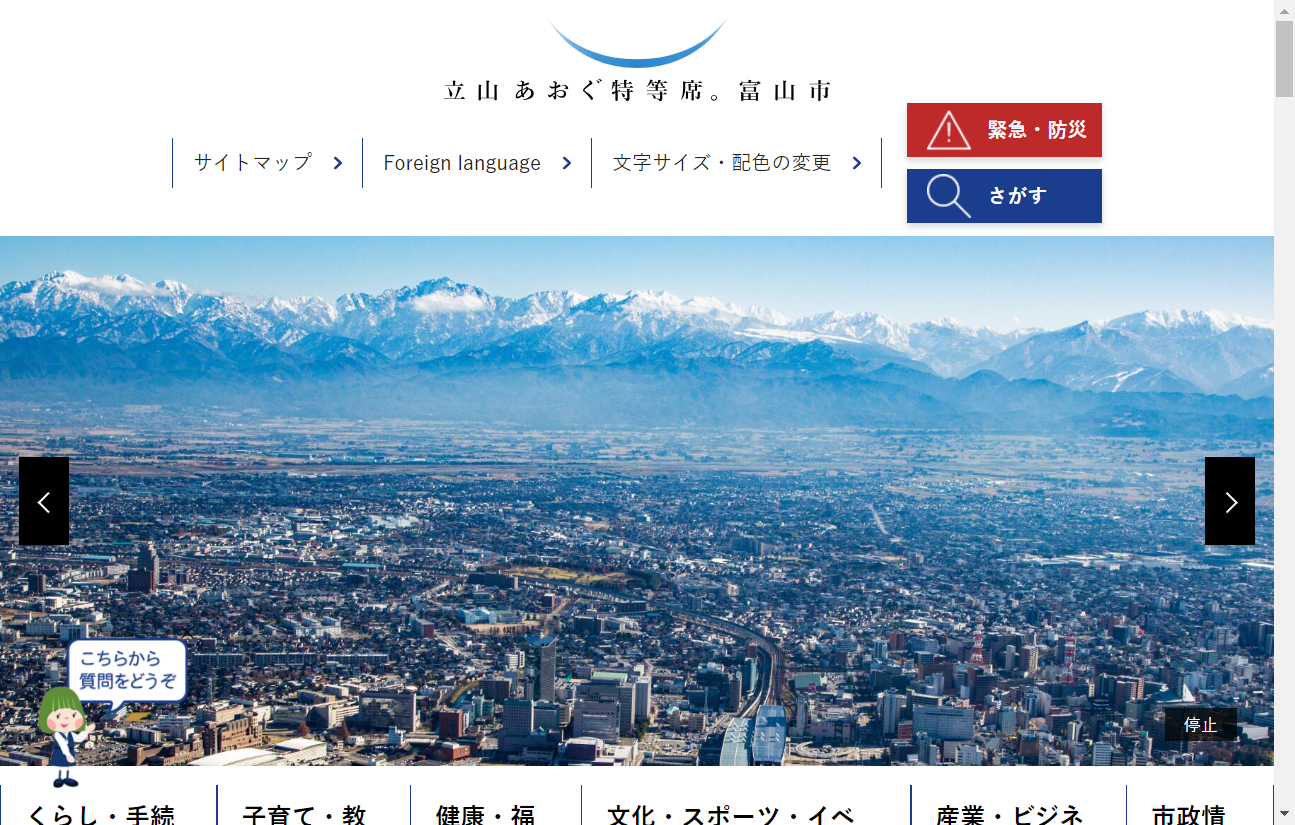 立山あおぐ特等席。富山市
緊急・防災
サイトマップ
Foreign language
文字サイズ・配色の変更
さがす
こちらから
質問をどうぞ
停止
くらし・手続
子育て・教
健康・福
文化・スポーツ・イベ
産業・ビジネ
市政情